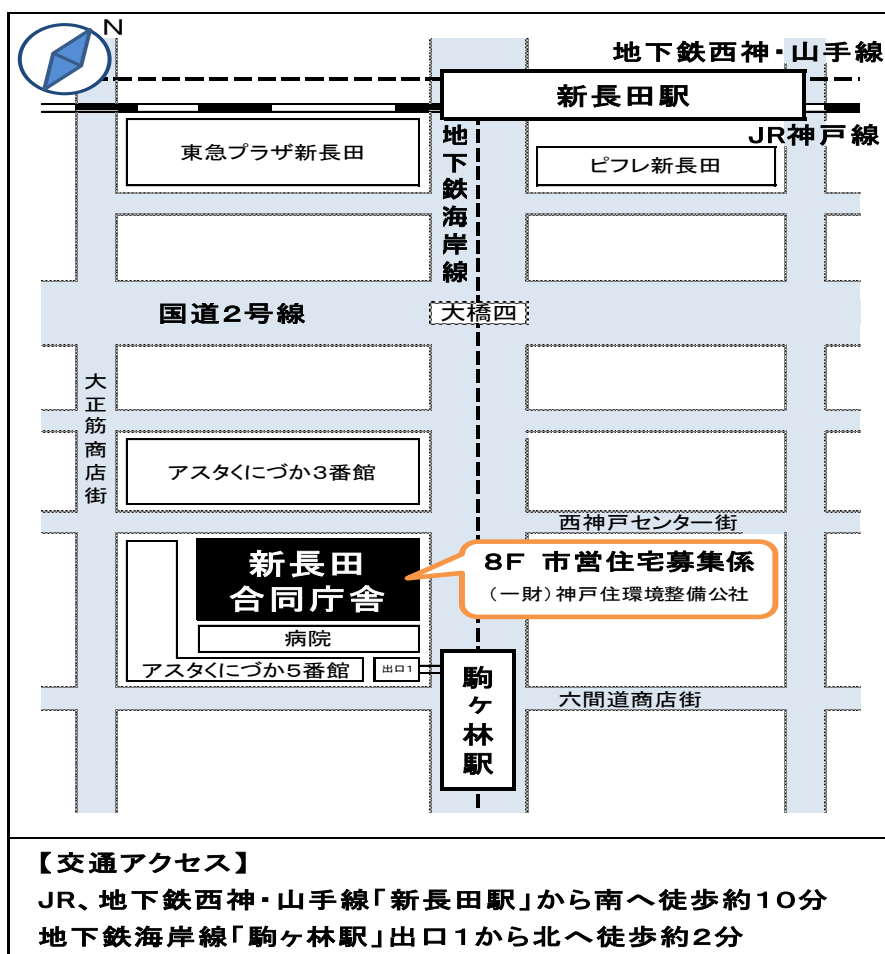 N
地下鉄西神・山手線
新長田駅
JR神戸線
東急プラザ新長田
地下鉄海岸線
ピフレ新長田
国道2号線
大橋四
大正筋商店街
アスタくにづか3番館
西神戸センター街
新長田
合同庁舎
8F 市営住宅募集係
(一財)神戸住環境整備公社
病院
アスタくにづか5番館
出口1
駒ヶ林駅
六間道商店街
【交通アクセス】
JR、地下鉄西神・山手線「新長田駅」から南へ徒歩約10分
地下鉄海岸線「駒ヶ林駅」出口1から北へ徒歩約2分